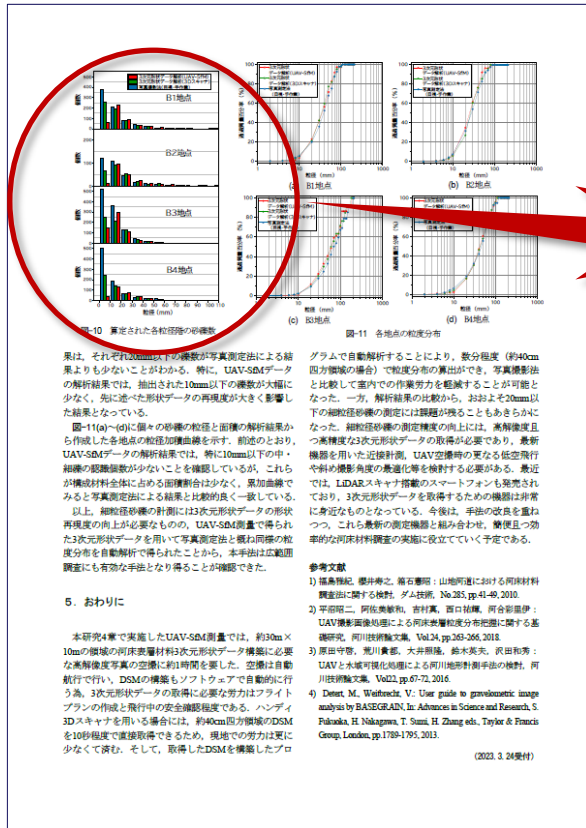 3次元形状データ解析(UAV-SfM)
3次元形状データ解析(3Dスキャナ)
写真測定法(目視・手作業)
B1地点
B2地点
B3地点
B4地点
個数
粒径 (mm)
図-10 算定された各粒径階の砂礫数
通過質量百分率 (%)
粒径 (mm)
(a) B1地点
(b) B2地点
(c) B3地点
(d) B4地点
図-11 各地点の粒度分布
果は，それぞれ20mm以下の礫数が写真測定法による結
果よりも少ないことがわかる．特に，UAV-SfMデータ
の解析結果では，抽出された10mm以下の礫数が大幅に
少なく，先に述べた形状データの再現度が大きく影響し
た結果となっている．
図-11(a)～(d)に個々の砂礫の粒径と面積の解析結果
から作成した各地点の粒径加積曲線を示す．前述のとおり，
UAV-SfMデータの解析結果では，特に10mm以下の中・
細礫の認識個数が少ないことを確認しているが，これら
が構成材料全体に占める面積割合は少なく，累加曲線で
みると写真測定法による結果と比較的良く一致している．
以上，細粒径砂礫の計測には3次元形状データの形状
再現度の向上が必要なものの，UAV-SfM測量で得られ
た3次元形状データを用いて写真測定法と概ね同様の粒
度分布を自動解析で得られたことから，本手法は広範囲
調査にも有効な手法となり得ることが確認できた．
5．おわりに
本研究4章で実施したUAV-SfM測量では，約30m×
10mの領域の河床表層材料3次元形状データ構築に必要
な高解像度写真の空撮に約1時間を要した．空撮は自動
航行で行い，DSMの構築もソフトウェアで自動的に行
う為，3次元形状データの取得に必要な労力はフライト
プランの作成と飛行中の安全確認程度である．ハンディ
3Dスキャナを用いる場合には，約40cm四方領域のDSM
を10秒程度で直接取得できるため，現地での労力は更に
少なくて済む．そして，取得したDSMを構築したプロ
グラムで自動解析することにより，数分程度（約40cm
四方領域の場合）で粒度分布の算出ができ，写真撮影法
と比較して室内での作業労力を軽減することが可能と
なった．一方，解析結果の比較から，おおよそ20mm以
下の細粒径砂礫の測定には課題が残ることもあきらかに
なった．細粒径砂礫の測定精度の向上には，高解像度且
つ高精度な3次元形状データの取得が必要であり，最新
機器を用いた近接計測，UAV空撮時の更なる低空飛行
や斜め撮影角度の最適化等を検討する必要がある．最近
では，LiDARスキャナ搭載のスマートフォンも発売され
ており，3次元形状データを取得するための機器は非常
に身近なものとなっている．今後は，手法の改良を重ね
つつ，これら最新の測定機器と組み合わせ，簡便且つ効
率的な河床材料調査の実施に役立てていく予定である．
参考文献
1) 福島雅紀，櫻井寿之，箱石憲昭：山地河道における河床材料
調査法に関する検討，ダム技術，No.285, pp.41-49, 2010.
2) 平沼昭二，阿佐美敏和，吉村真，西口祐輝，河合彩里伊：
UAV撮影画像処理による河床表層粒度分布把握に関する基
礎研究，河川技術論文集，Vol.24, pp.263-266, 2018.
3) 原田守啓，荒川貴都，大井照隆，鈴木英夫，沢田和秀：
UAVと水域可視化処理による河川地形計測手法の検討，河
川技術論文集，Vol22, pp.67-72, 2016.
4) Detert, M., Weitbrecht, V.: User guide to gravelometric image
analysis by BASEGRAIN, In: Advances in Science and Research, S.
Fukuoka, H. Nakagawa, T. Sumi, H. Zhang eds., Taylor & Francis
Group, London, pp.1789-1795, 2013.
(2023. 3. 24受付)